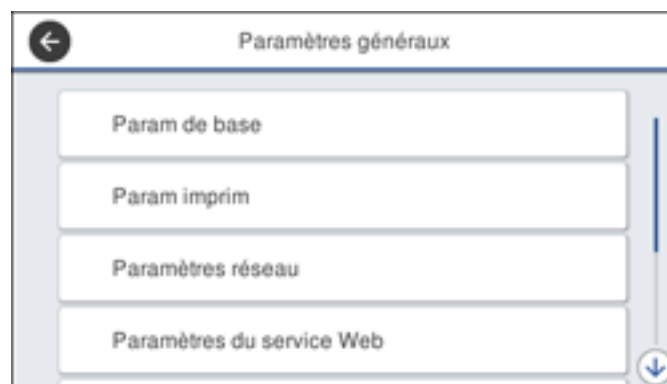 Paramètres généraux
Param de base
Param imprim
Paramètres réseau
Paramètres du service Web